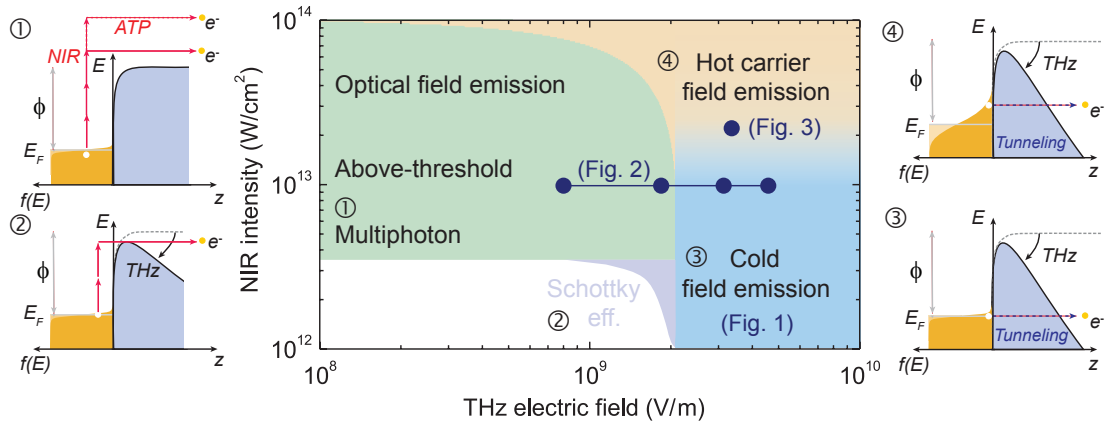 ①
ATP
e-
NIR
e-
E
ϕ
E_F
f(E)
z
②
E
e-
ϕ
THz
E_F
f(E)
z
NIR intensity (W/cm²)
10¹⁴
10¹³
10¹²
Optical field emission
Above-threshold
①
Multiphoton
④ Hot carrier
field emission
(Fig. 3)
(Fig. 2)
Schottky
② eff.
③ Cold
field emission
(Fig. 1)
10⁸
10⁹
10¹⁰
THz electric field (V/m)
④
E
THz
ϕ
e-
E_F
Tunneling
f(E)
z
③
E
THz
ϕ
e-
E_F
Tunneling
f(E)
z